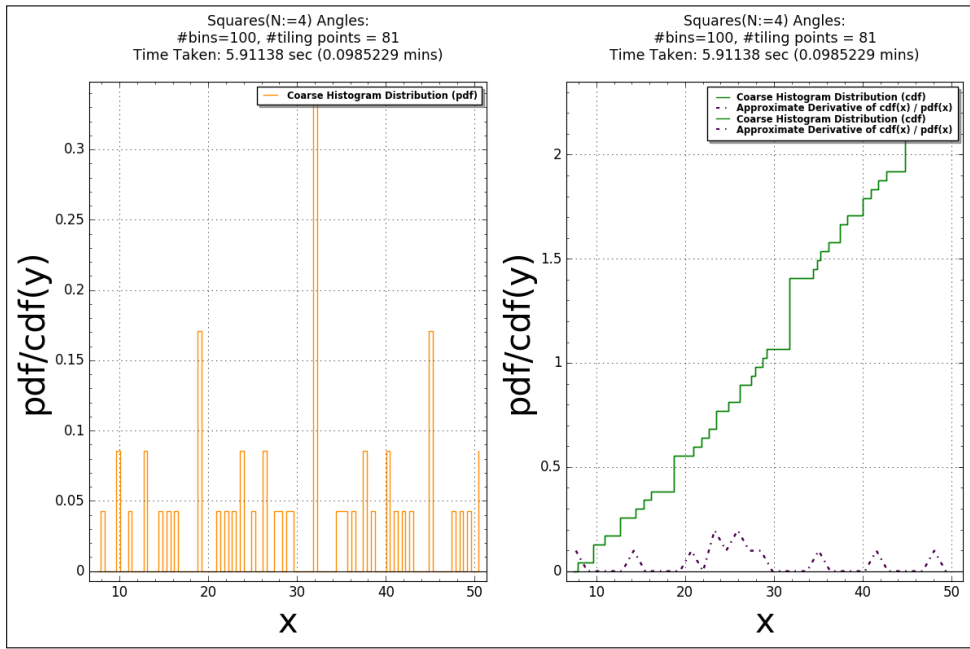 Squares(N:=4) Angles:
#bins=100, #tiling points = 81
Time Taken: 5.91138 sec (0.0985229 mins)
Coarse Histogram Distribution (pdf)
0.3
0.25
0.2
0.15
0.1
0.05
0
pdf/cdf(y)
10 20 30 40 50
x
Squares(N:=4) Angles:
#bins=100, #tiling points = 81
Time Taken: 5.91138 sec (0.0985229 mins)
Coarse Histogram Distribution (cdf)
Approximate Derivative of cdf(x) / pdf(x)
Coarse Histogram Distribution (cdf)
Approximate Derivative of cdf(x) / pdf(x)
2
1.5
1
0.5
0
pdf/cdf(y)
10 20 30 40 50
x